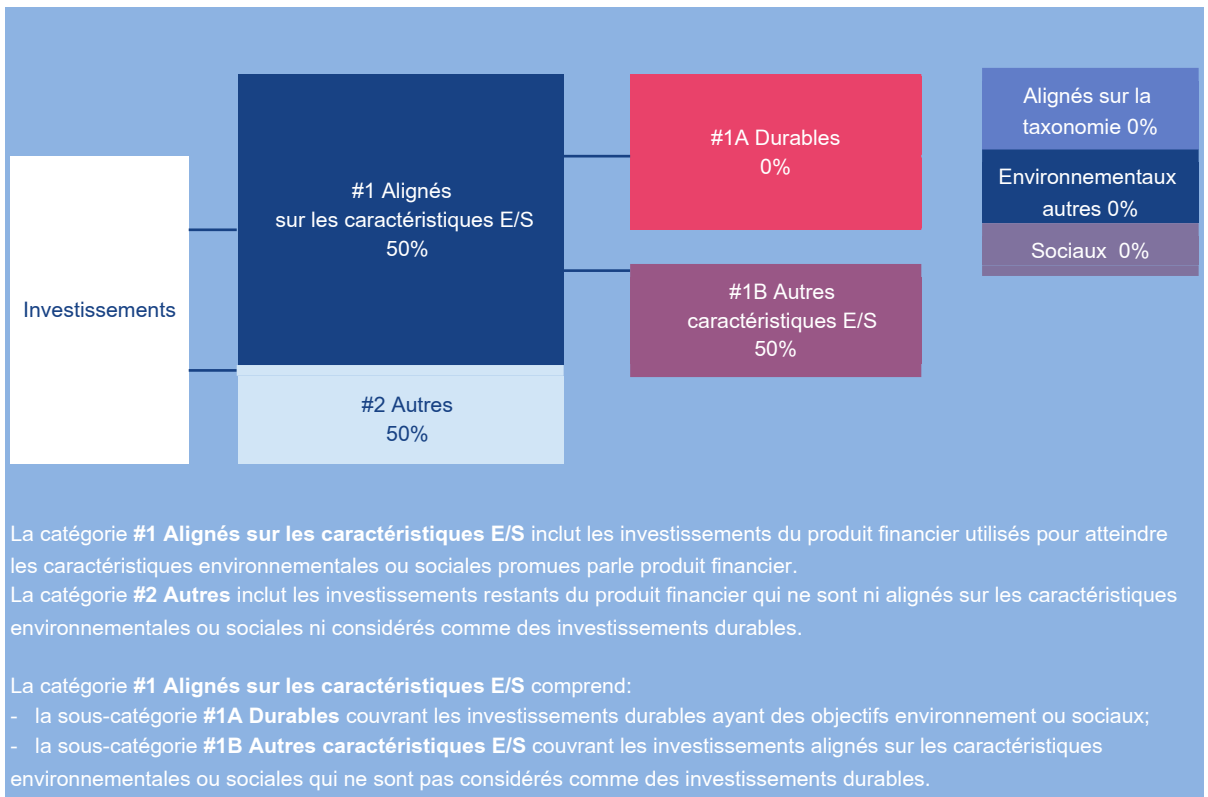 Investissements
#1 Alignés
sur les caractéristiques E/S
50%
#2 Autres
50%
#1A Durables
0%
#1B Autres
caractéristiques E/S
50%
Alignés sur la
taxonomie 0%
Environnementaux
autres 0%
Sociaux 0%
La catégorie #1 Alignés sur les caractéristiques E/S inclut les investissements du produit financier utilisés pour atteindre
les caractéristiques environnementales ou sociales promues parle produit financier.
La catégorie #2 Autres inclut les investissements restants du produit financier qui ne sont ni alignés sur les caractéristiques
environnementales ou sociales ni considérés comme des investissements durables.
La catégorie #1 Alignés sur les caractéristiques E/S comprend:
- la sous-catégorie #1A Durables couvrant les investissements durables ayant des objectifs environnement ou sociaux;
- la sous-catégorie #1B Autres caractéristiques E/S couvrant les investissements alignés sur les caractéristiques
environnementales ou sociales qui ne sont pas considérés comme des investissements durables.